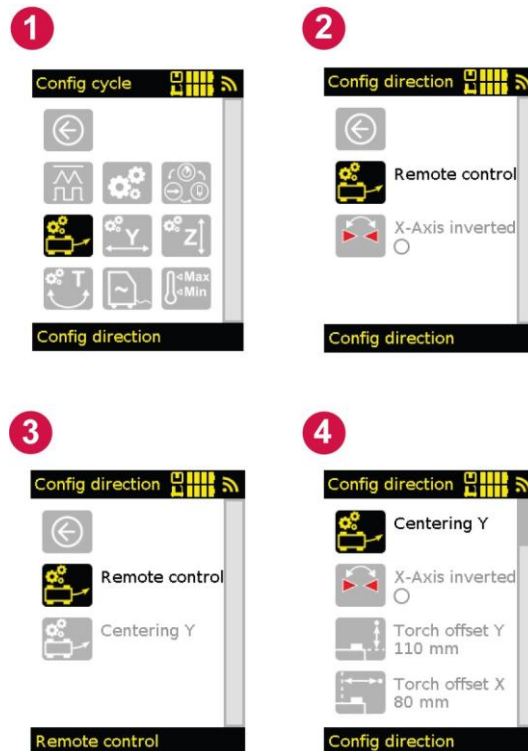 1
Config cycle
Y
Z
T
Max
Min
Config direction
2
Config direction
Remote control
X-Axis inverted
Config direction
3
Config direction
Remote control
Centering Y
Remote control
4
Config direction
Centering Y
X-Axis inverted
Torch offset Y
110 mm
Torch offset X
80 mm
Config direction